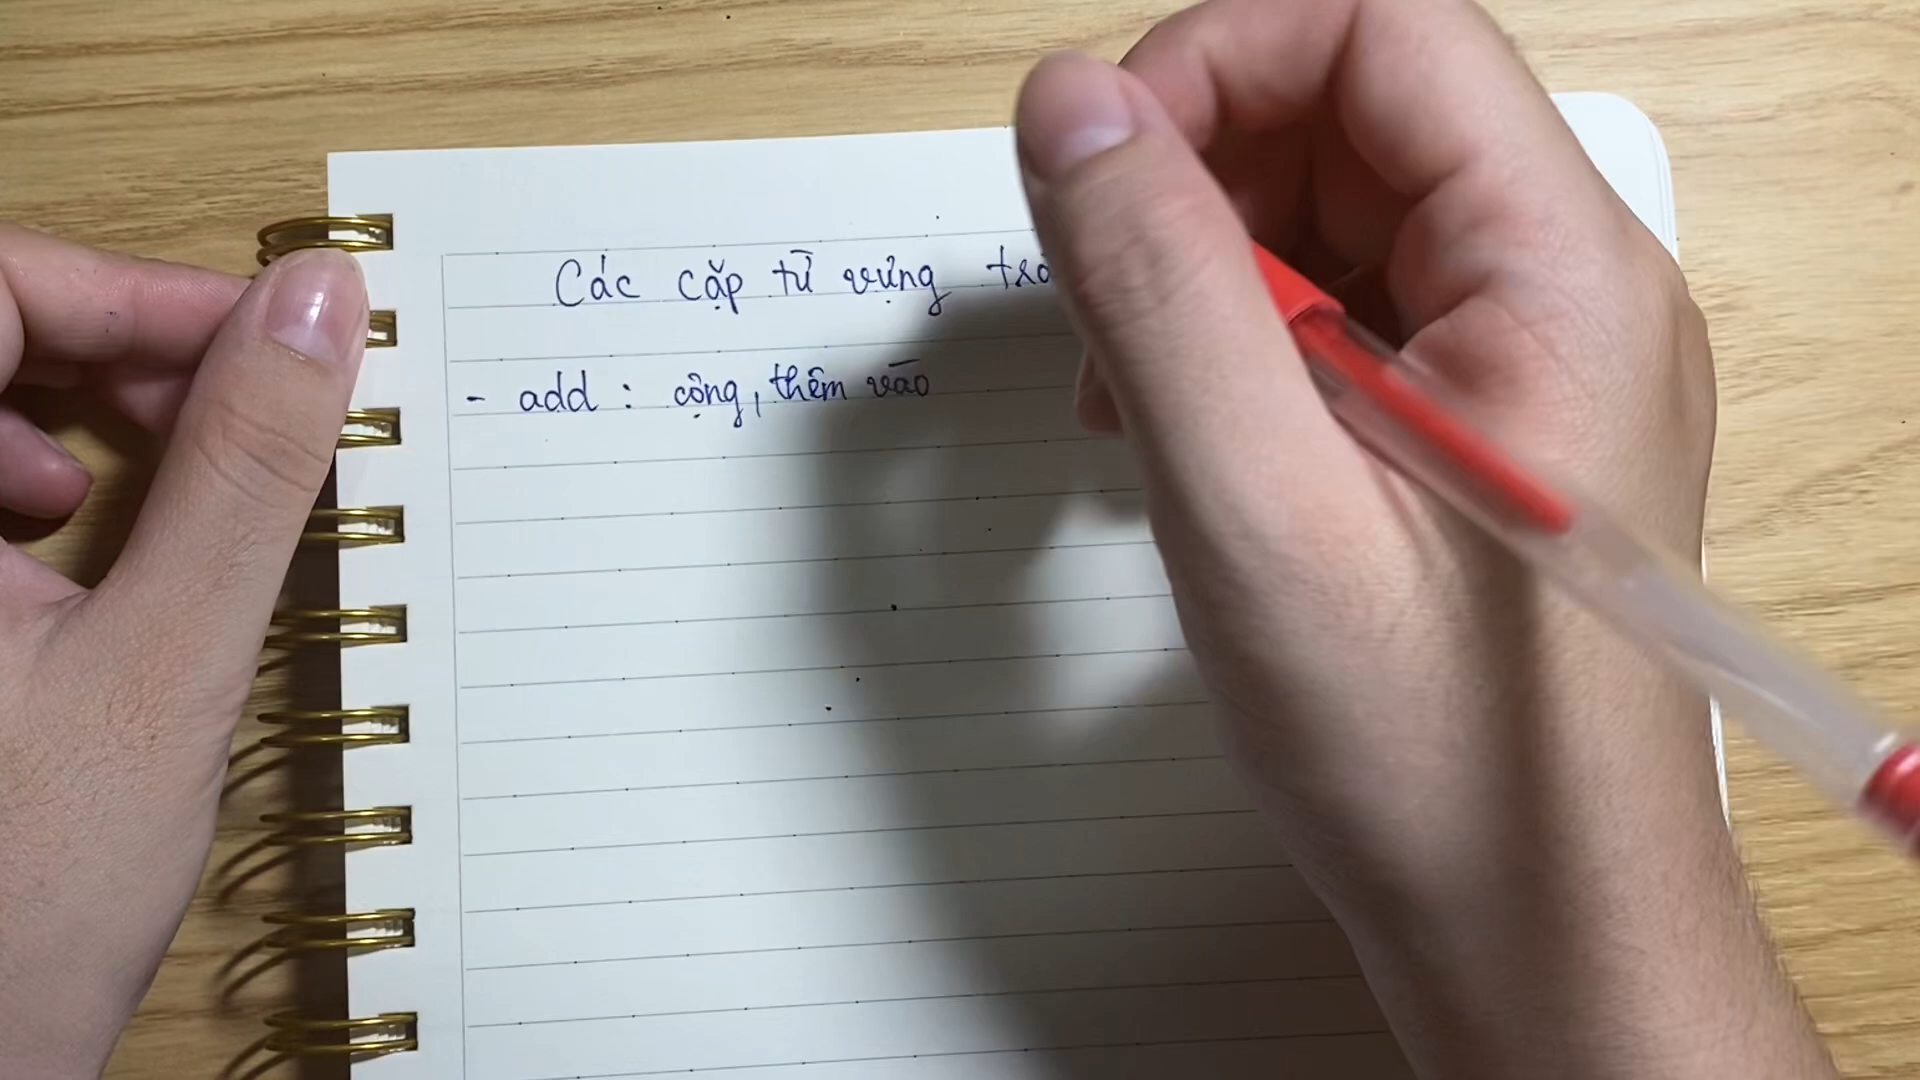 Các cặp từ vựng
- add : cộng, thêm vào